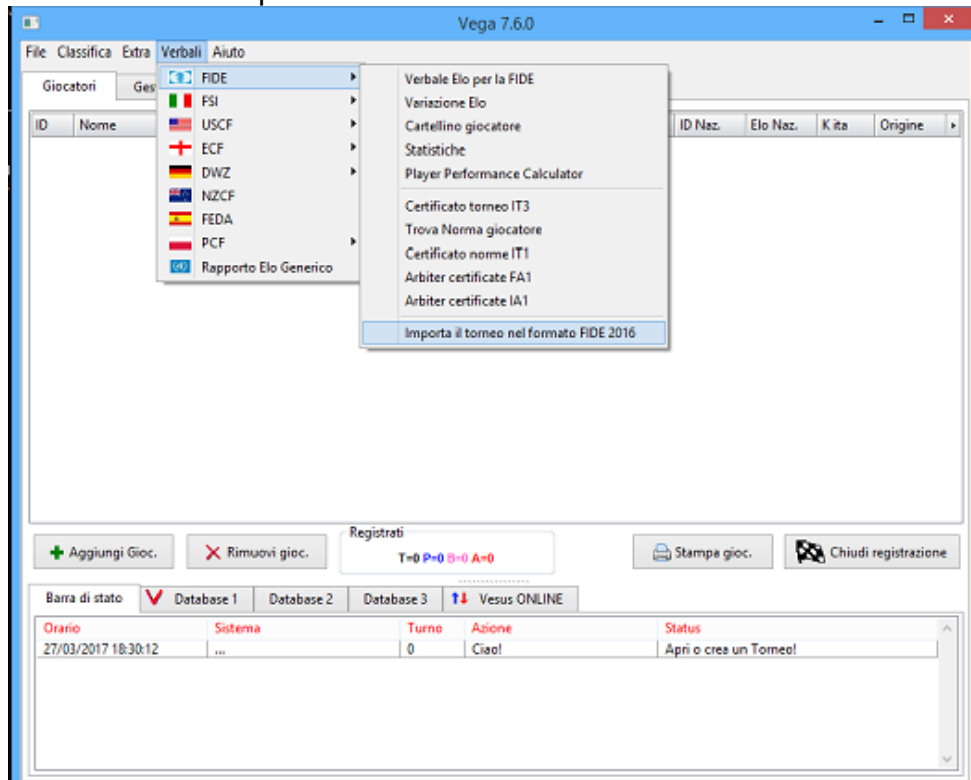 Vega 7.6.0
File Classifica Extra Verbali Aiuto
Giocatori Ges
FIDE
FSI
USCF
ECF
DWZ
NZCF
FEDA
PCF
Rapporto Elo Generico
Verbale Elo per la FIDE
Variazione Elo
Cartellino giocatore
Statistiche
Player Performance Calculator
Certificato torneo IT3
Trova Norma giocatore
Certificato norme IT1
Arbiter certificate FA1
Arbiter certificate IA1
Importa il torneo nel formato FIDE 2016
ID Nome ID Naz. Elo Naz. K ita Origine
Aggiungi Gioc. Rimuovi gioc. Registrati T=0 P=0 B=0 A=0 Stampa gioc. Chiudi registrazione
Barra di stato Database 1 Database 2 Database 3 Vesus ONLINE
Orario Sistema Turno Azione Status
27/03/2017 18:30:12 ... 0 Ciao! Apri o crea un Torneo!